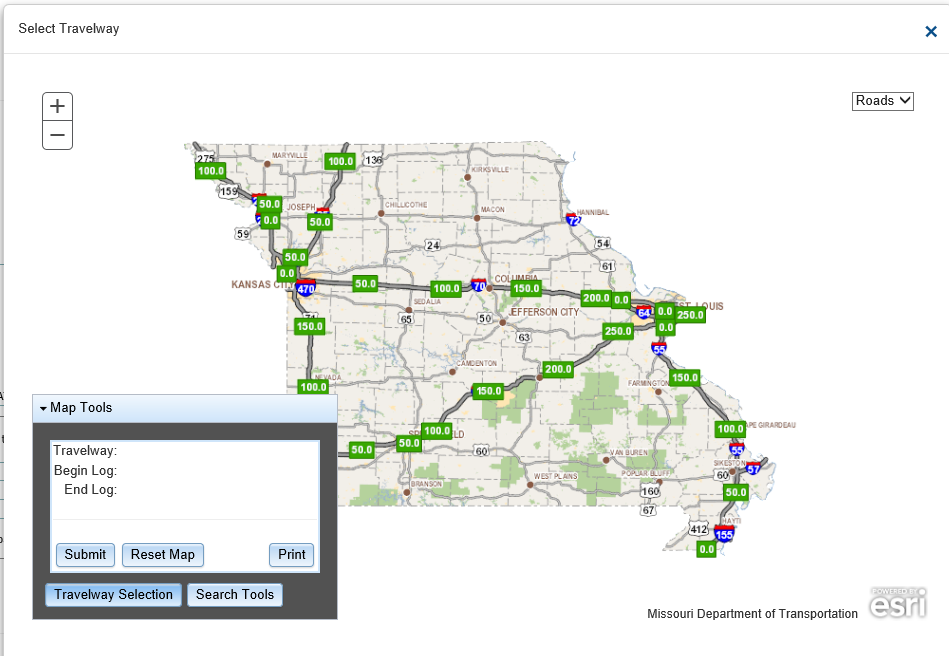 Select Travelway
×
+
−
Roads
275
100.0
MARYVILLE
100.0
136
KIRKSVILLE
159
50.0
JOSEPH
CHILLICOTHE
MACON
0.0
50.0
HANNIBAL
72
59
24
54
50.0
61
0.0
KANSAS CITY
470
50.0
100.0
70
COLUMBIA
150.0
200.0
0.0
SEDALIA
64
0.0
ST. LOUIS
250.0
71
150.0
65
50
JEFFERSON CITY
63
250.0
0.0
55
CAMDENTON
200.0
NEVADA
100.0
150.0
FARMINGTON
150.0
100.0
50.0
50.0
60
100.0
CAPE GIRARDEAU
55
VAN BUREN
SIKESTON
57
60
WEST PLAINS
POPLAR BLUFF
BRANSON
160
50.0
67
412
HAYTI
155
0.0
Map Tools
Travelway:
Begin Log:
End Log:
Submit
Reset Map
Print
Travelway Selection
Search Tools
Missouri Department of Transportation
POWERED BY
esri